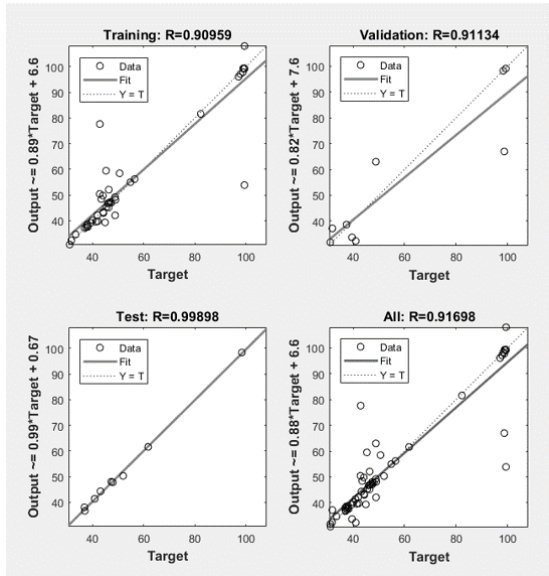 Training: R=0.90959
Output ~= 0.89*Target + 6.6
100
90
80
70
60
50
40
Data
Fit
Y = T
40
60
80
100
Target
Validation: R=0.91134
Output ~= 0.82*Target + 7.6
100
90
80
70
60
50
40
Data
Fit
Y = T
40
60
80
100
Target
Test: R=0.99898
Output ~= 0.99*Target + 0.67
100
90
80
70
60
50
40
Data
Fit
Y = T
40
60
80
100
Target
All: R=0.91698
Output ~= 0.88*Target + 6.6
100
90
80
70
60
50
40
Data
Fit
Y = T
40
60
80
100
Target